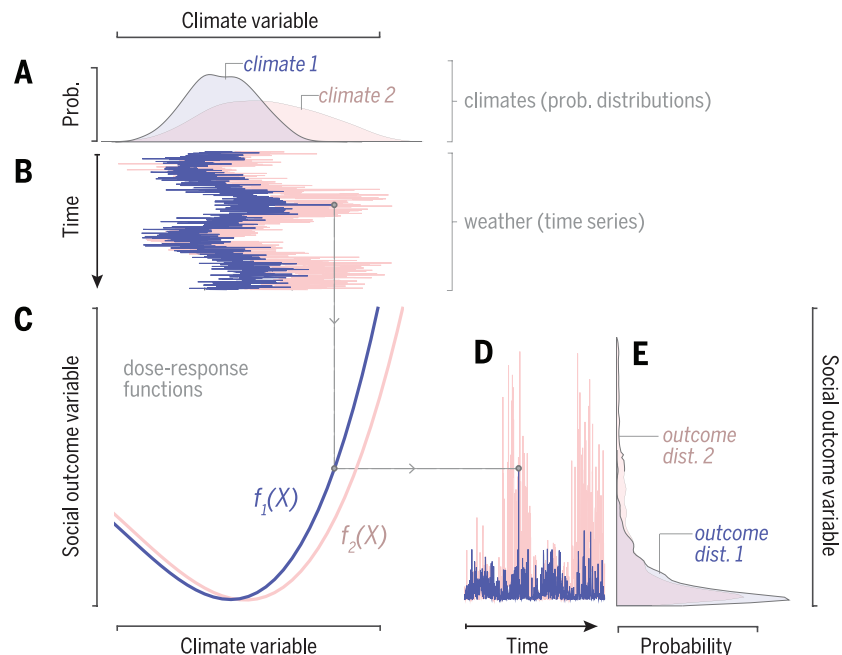 Climate variable
A
Prob.
climate 1
climate 2
climates (prob. distributions)
B
Time
weather (time series)
C
Social outcome variable
dose-response
functions
f1(X)
f2(X)
Climate variable
D
Time
E
outcome
dist. 2
outcome
dist. 1
Probability
Social outcome variable